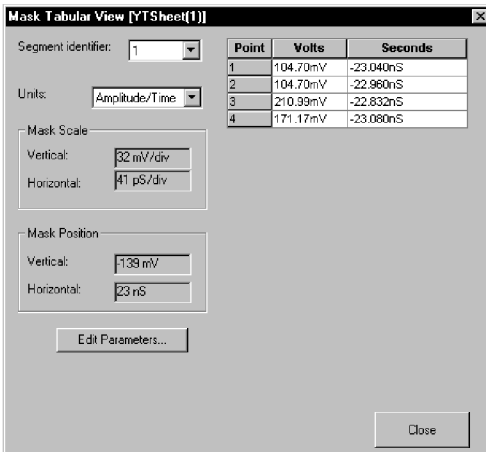 Mask Tabular View [YTSheet(1)]
Segment identifier: 1
Units: Amplitude/Time
Mask Scale
Vertical: 32 mV/div
Horizontal: 41 pS/div
Mask Position
Vertical: -139 mV
Horizontal: 23 nS
Edit Parameters...
Point Volts Seconds
1 104.70mV -23.040nS
2 104.70mV -22.960nS
3 210.99mV -22.832nS
4 171.17mV -23.080nS
Close